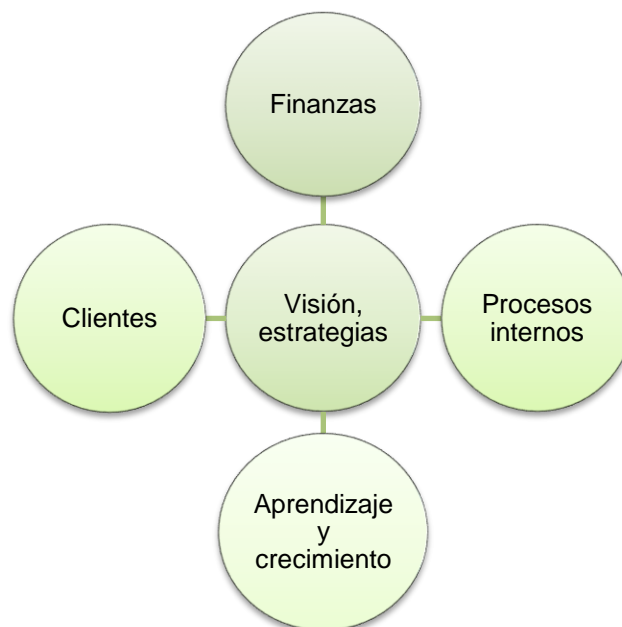 Finanzas
Clientes
Visión,
estrategias
Procesos
internos
Aprendizaje
y
crecimiento